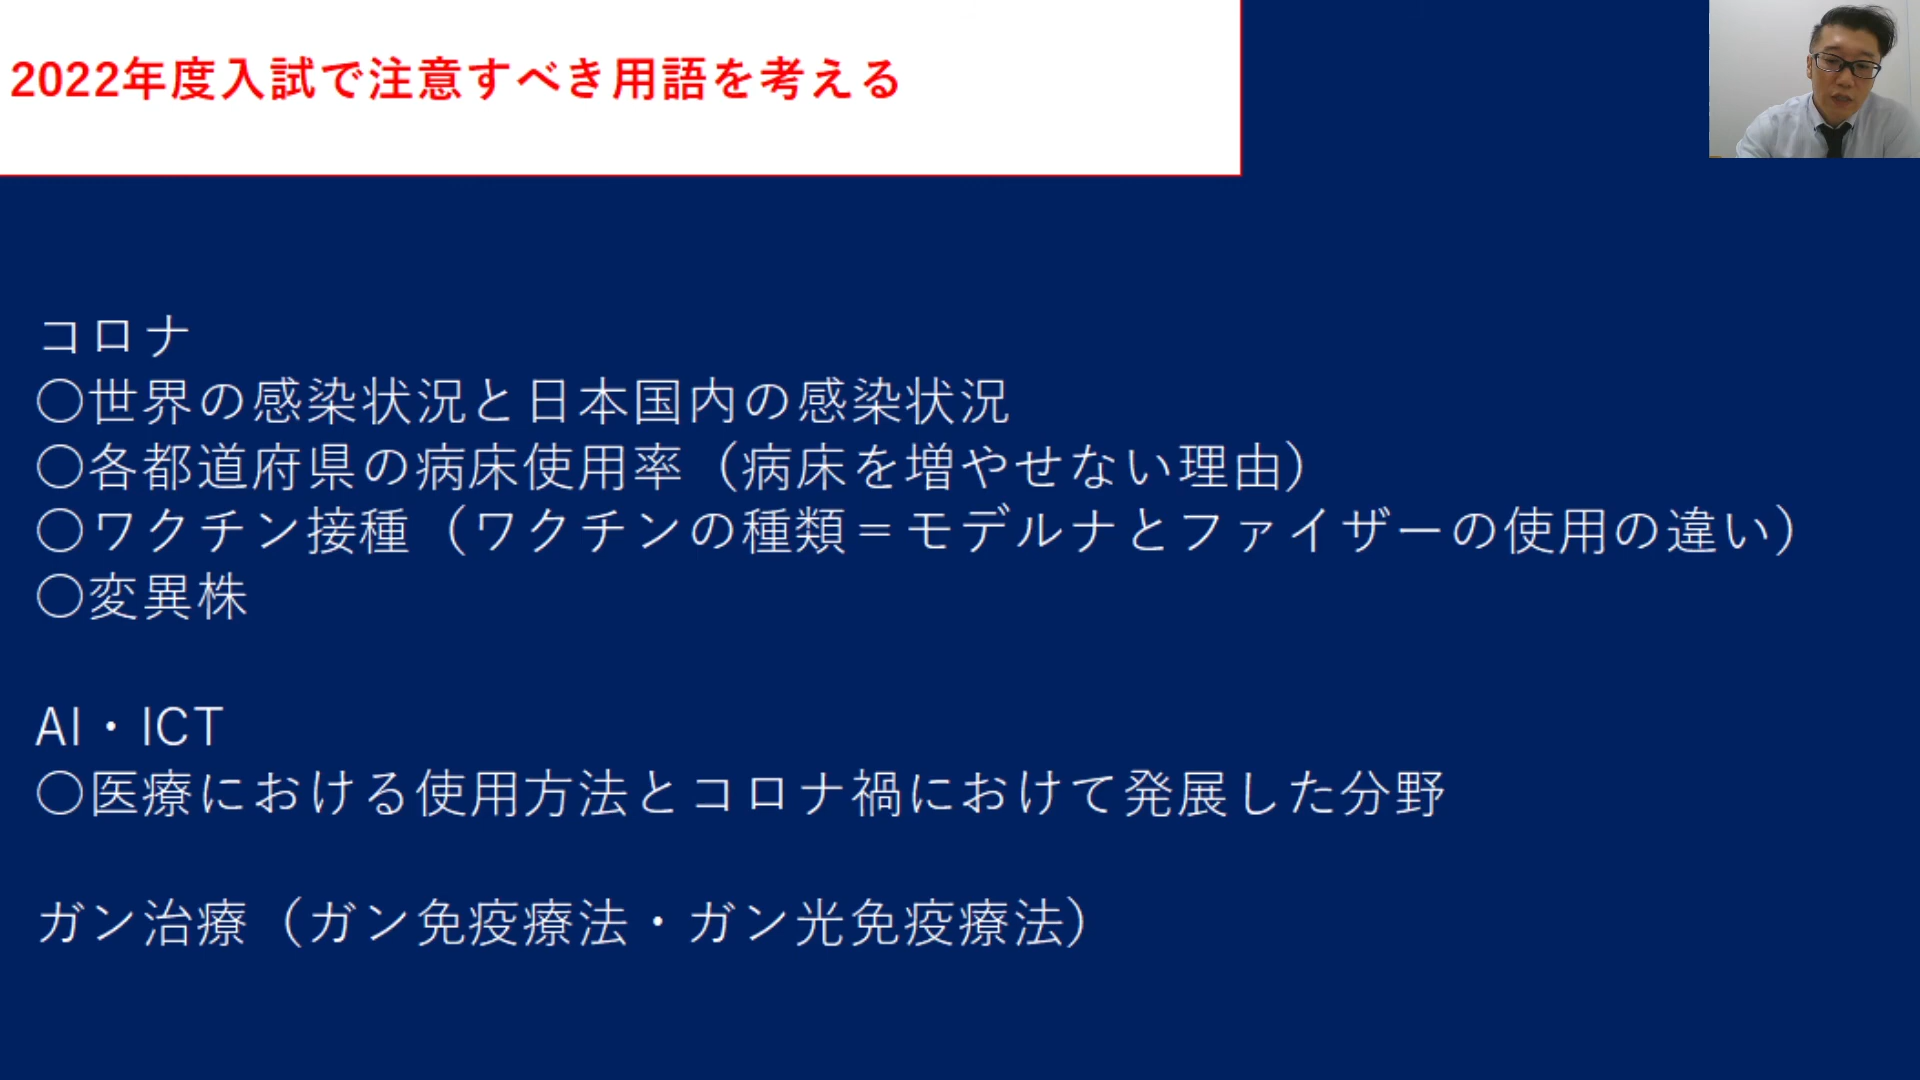 2022年度入試で注意すべき用語を考える
コロナ
〇世界の感染状況と日本国内の感染状況
〇各都道府県の病床使用率（病床を増やせない理由）
〇ワクチン接種（ワクチンの種類＝モデルナとファイザーの使用の違い）
〇変異株
AI・ICT
〇医療における使用方法とコロナ禍におけて発展した分野
ガン治療（ガン免疫療法・ガン光免疫療法）